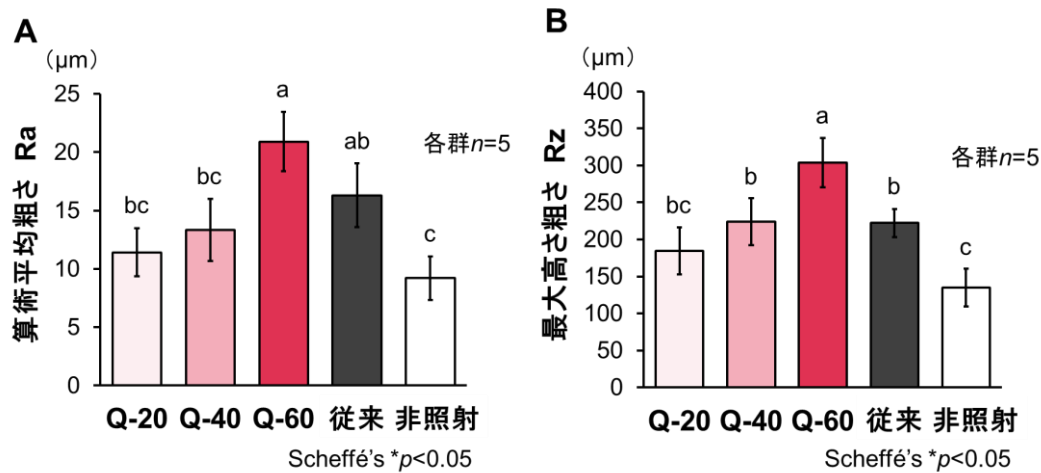 A
（μm）
算術平均粗さ Ra
25
20
15
10
5
0
bc
bc
a
ab
c
各群n=5
Q-20 Q-40 Q-60 従来 非照射
Scheffé's *p<0.05
B
（μm）
最大高さ粗さ Rz
400
350
300
250
200
150
100
50
0
bc
b
a
b
c
各群n=5
Q-20 Q-40 Q-60 従来 非照射
Scheffé's *p<0.05